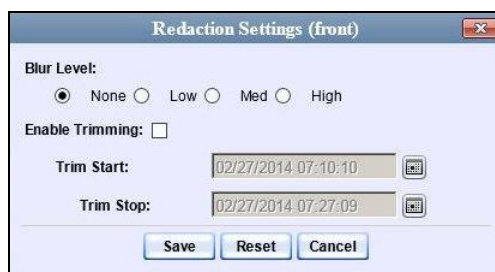 Redaction Settings (front)
Blur Level:
None Low Med High
Enable Trimming:
Trim Start: 02/27/2014 07:10:10
Trim Stop: 02/27/2014 07:27:09
Save Reset Cancel